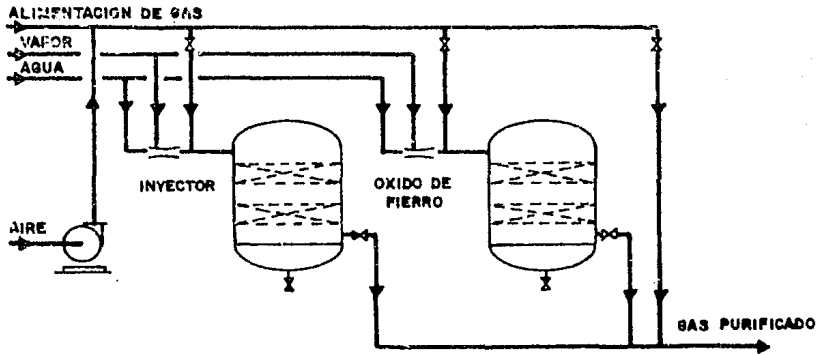 ALIMENTACION DE GAS
VAPOR
AGUA
INYECTOR
OXIDO DE
FIERRO
AIRE
GAS PURIFICADO